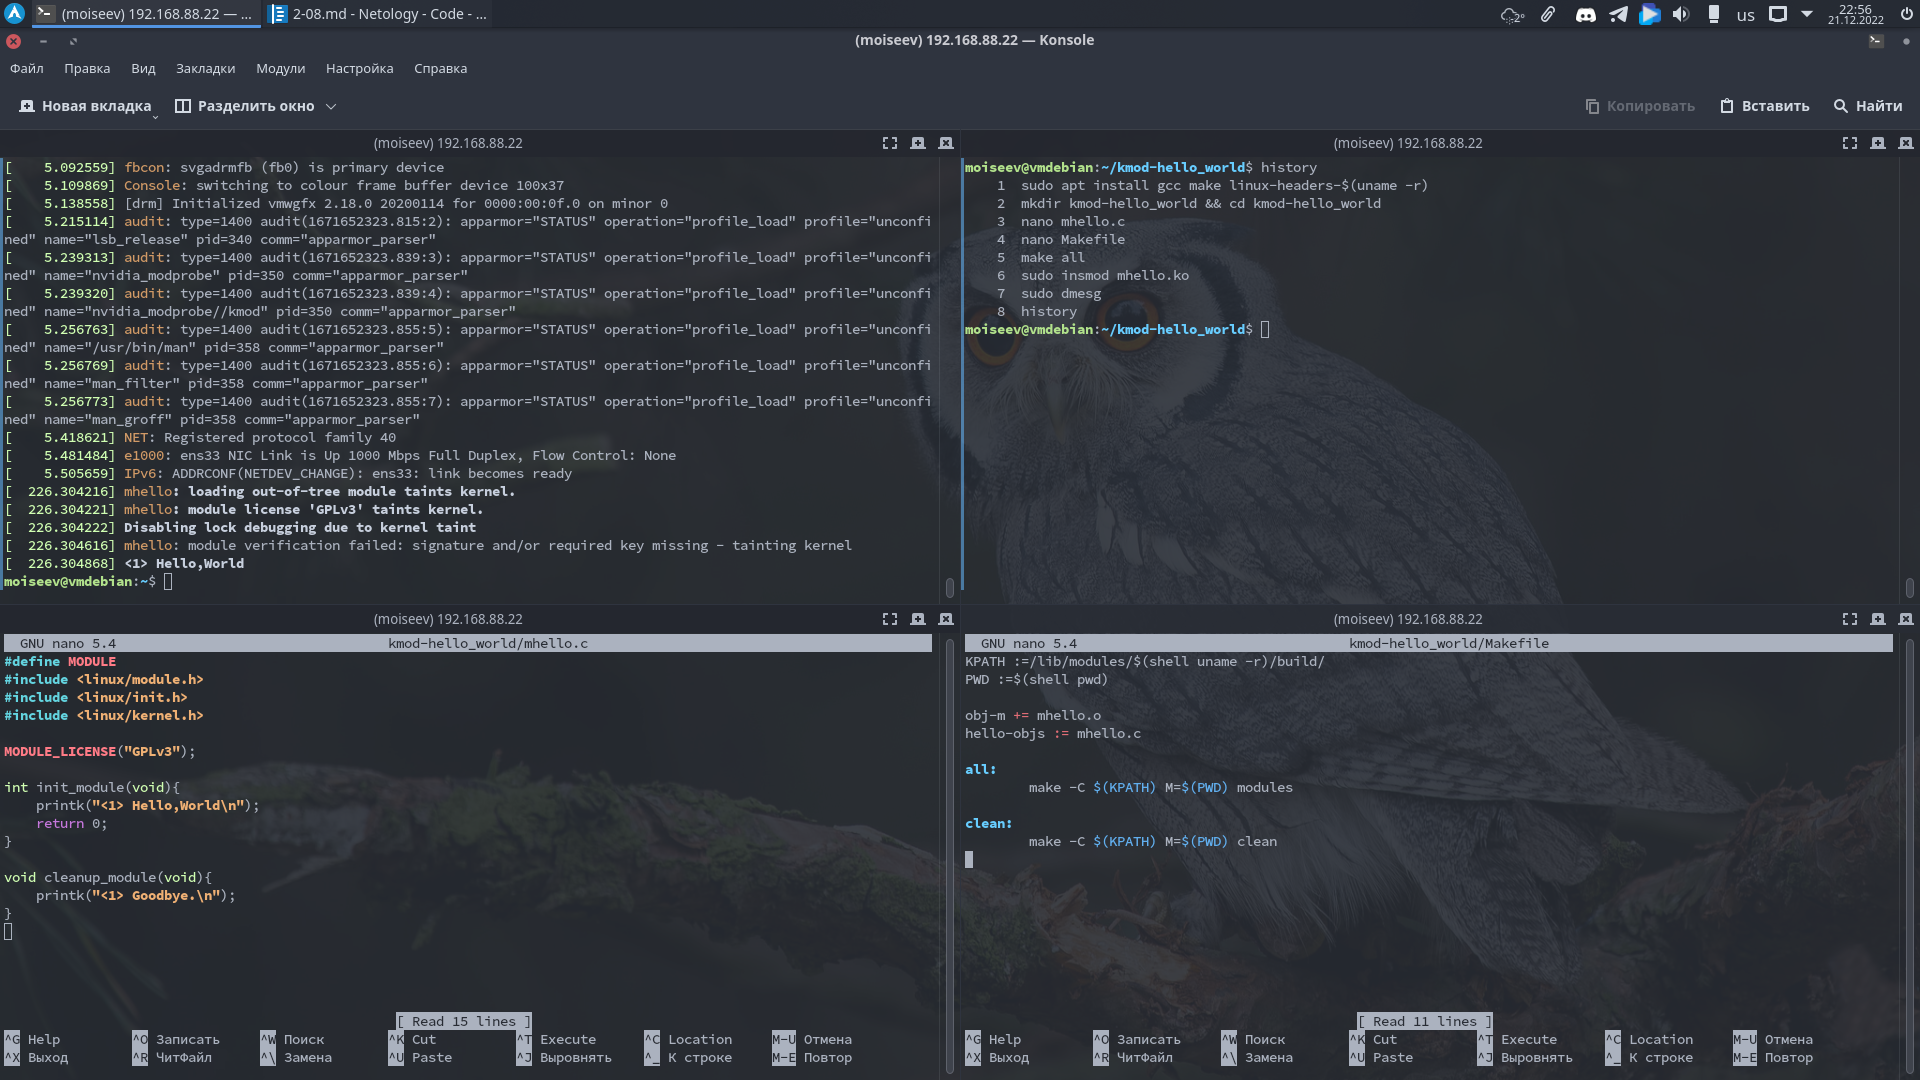 (moiseev) 192.168.88.22 — ...
2-08.md - Netology - Code - ...
-2°
us
22:56
21.12.2022
(moiseev) 192.168.88.22 — Konsole
Файл Правка Вид Закладки Модули Настройка Справка
Новая вкладка Разделить окно Копировать Вставить Найти
(moiseev) 192.168.88.22
[    5.092559] fbcon: svgadrmfb (fb0) is primary device
[    5.109869] Console: switching to colour frame buffer device 100x37
[    5.138558] [drm] Initialized vmwgfx 2.18.0 20200114 for 0000:00:0f.0 on minor 0
[    5.215114] audit: type=1400 audit(1671652323.815:2): apparmor="STATUS" operation="profile_load" profile="unconfi
ned" name="lsb_release" pid=340 comm="apparmor_parser"
[    5.239313] audit: type=1400 audit(1671652323.839:3): apparmor="STATUS" operation="profile_load" profile="unconfi
ned" name="nvidia_modprobe" pid=350 comm="apparmor_parser"
[    5.239320] audit: type=1400 audit(1671652323.839:4): apparmor="STATUS" operation="profile_load" profile="unconfi
ned" name="nvidia_modprobe//kmod" pid=350 comm="apparmor_parser"
[    5.256763] audit: type=1400 audit(1671652323.855:5): apparmor="STATUS" operation="profile_load" profile="unconfi
ned" name="/usr/bin/man" pid=358 comm="apparmor_parser"
[    5.256769] audit: type=1400 audit(1671652323.855:6): apparmor="STATUS" operation="profile_load" profile="unconfi
ned" name="man_filter" pid=358 comm="apparmor_parser"
[    5.256773] audit: type=1400 audit(1671652323.855:7): apparmor="STATUS" operation="profile_load" profile="unconfi
ned" name="man_groff" pid=358 comm="apparmor_parser"
[    5.418621] NET: Registered protocol family 40
[    5.481484] e1000: ens33 NIC Link is Up 1000 Mbps Full Duplex, Flow Control: None
[    5.505659] IPv6: ADDRCONF(NETDEV_CHANGE): ens33: link becomes ready
[  226.304216] mhello: loading out-of-tree module taints kernel.
[  226.304221] mhello: module license 'GPLv3' taints kernel.
[  226.304222] Disabling lock debugging due to kernel taint
[  226.304616] mhello: module verification failed: signature and/or required key missing - tainting kernel
[  226.304868] <1> Hello,World
moiseev@vmdebian:~$
(moiseev) 192.168.88.22
moiseev@vmdebian:~/kmod-hello_world$ history
    1  sudo apt install gcc make linux-headers-$(uname -r)
    2  mkdir kmod-hello_world && cd kmod-hello_world
    3  nano mhello.c
    4  nano Makefile
    5  make all
    6  sudo insmod mhello.ko
    7  sudo dmesg
    8  history
moiseev@vmdebian:~/kmod-hello_world$
(moiseev) 192.168.88.22
GNU nano 5.4 kmod-hello_world/mhello.c
#define MODULE
#include <linux/module.h>
#include <linux/init.h>
#include <linux/kernel.h>
MODULE_LICENSE("GPLv3");
int init_module(void){
    printk("<1> Hello,World\n");
    return 0;
}
void cleanup_module(void){
    printk("<1> Goodbye.\n");
}
[ Read 15 lines ]
^G Help ^O Записать ^W Поиск ^K Cut ^T Execute ^C Location M-U Отмена
^X Выход ^R ЧитФайл ^\ Замена ^U Paste ^J Выровнять ^_ К строке M-E Повтор
(moiseev) 192.168.88.22
GNU nano 5.4 kmod-hello_world/Makefile
KPATH :=/lib/modules/$(shell uname -r)/build/
PWD :=$(shell pwd)
obj-m += mhello.o
hello-objs := mhello.c
all:
        make -C $(KPATH) M=$(PWD) modules
clean:
        make -C $(KPATH) M=$(PWD) clean
[ Read 11 lines ]
^G Help ^O Записать ^W Поиск ^K Cut ^T Execute ^C Location M-U Отмена
^X Выход ^R ЧитФайл ^\ Замена ^U Paste ^J Выровнять ^_ К строке M-E Повтор